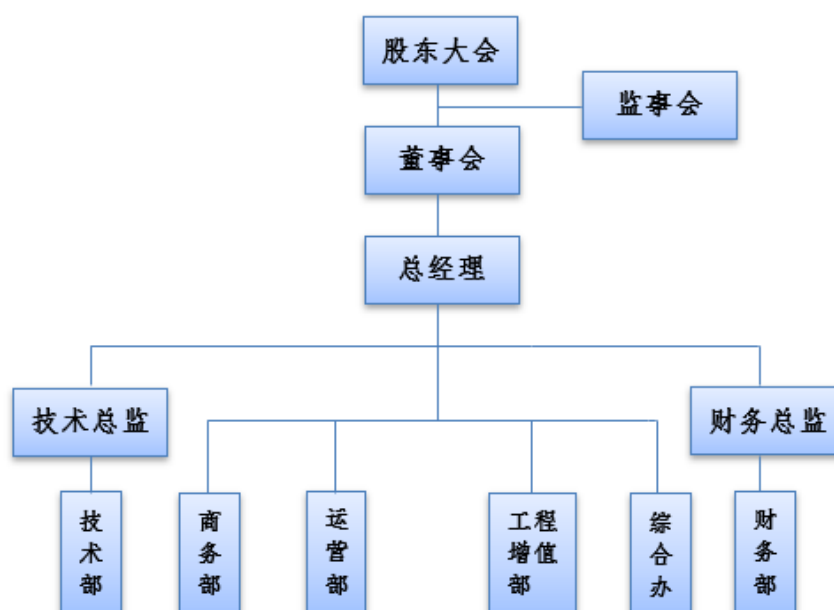 股东大会
监事会
董事会
总经理
技术总监
财务总监
技术部
商务部
运营部
工程
增值
部
综合办
财务部